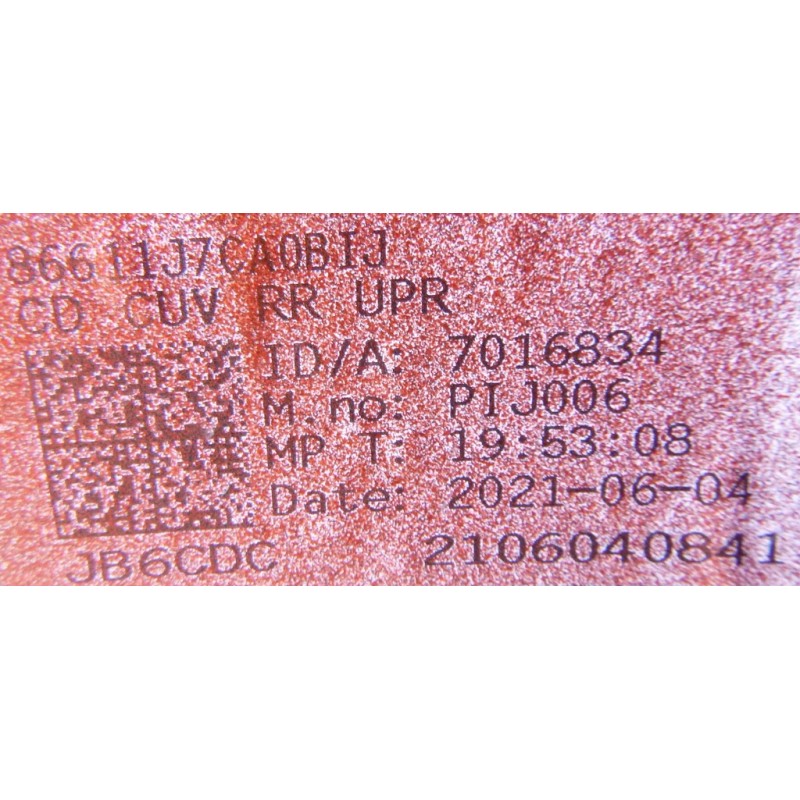 86611J7CA0BIJ
CD CUV RR UPR
ID/A: 7016834
M.no: PIJ006
MP T: 19:53:08
Date: 2021-06-04
JB6CDC 2106040841